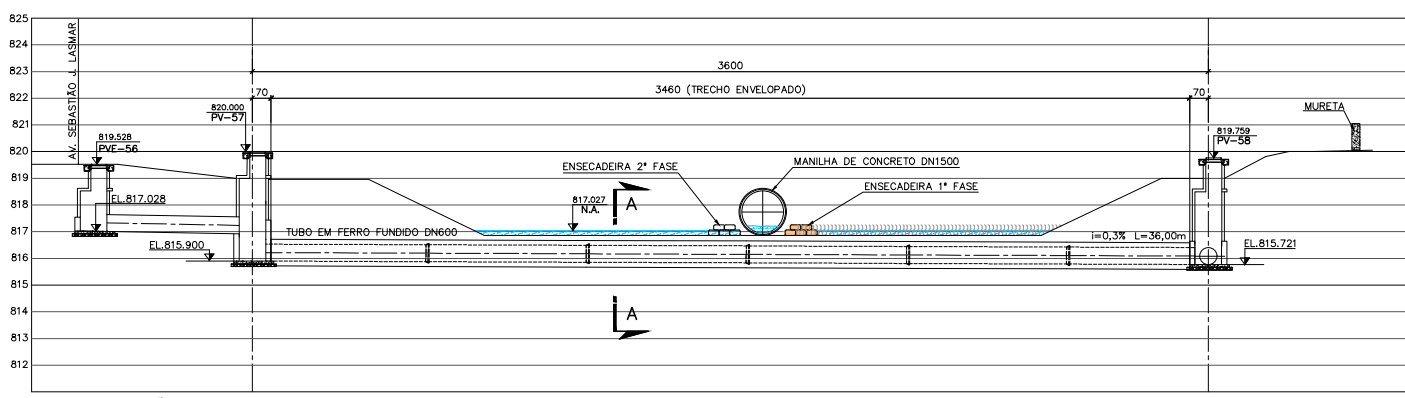 825
824
823
822
821
820
819
818
817
816
815
814
813
812
AV. SEBASTIÃO J. LASMAR
3600
70
3460 (TRECHO ENVELOPADO)
70
820.000
PV-57
819.528
PVE-56
MURETA
819.759
PV-58
ENSECADEIRA 2ª FASE
MANILHA DE CONCRETO DN1500
ENSECADEIRA 1ª FASE
EL.817.028
817.027
N.A.
A
TUBO EM FERRO FUNDIDO DN600
i=0,3% L=36,00m
EL.815.900
EL.815.721
A